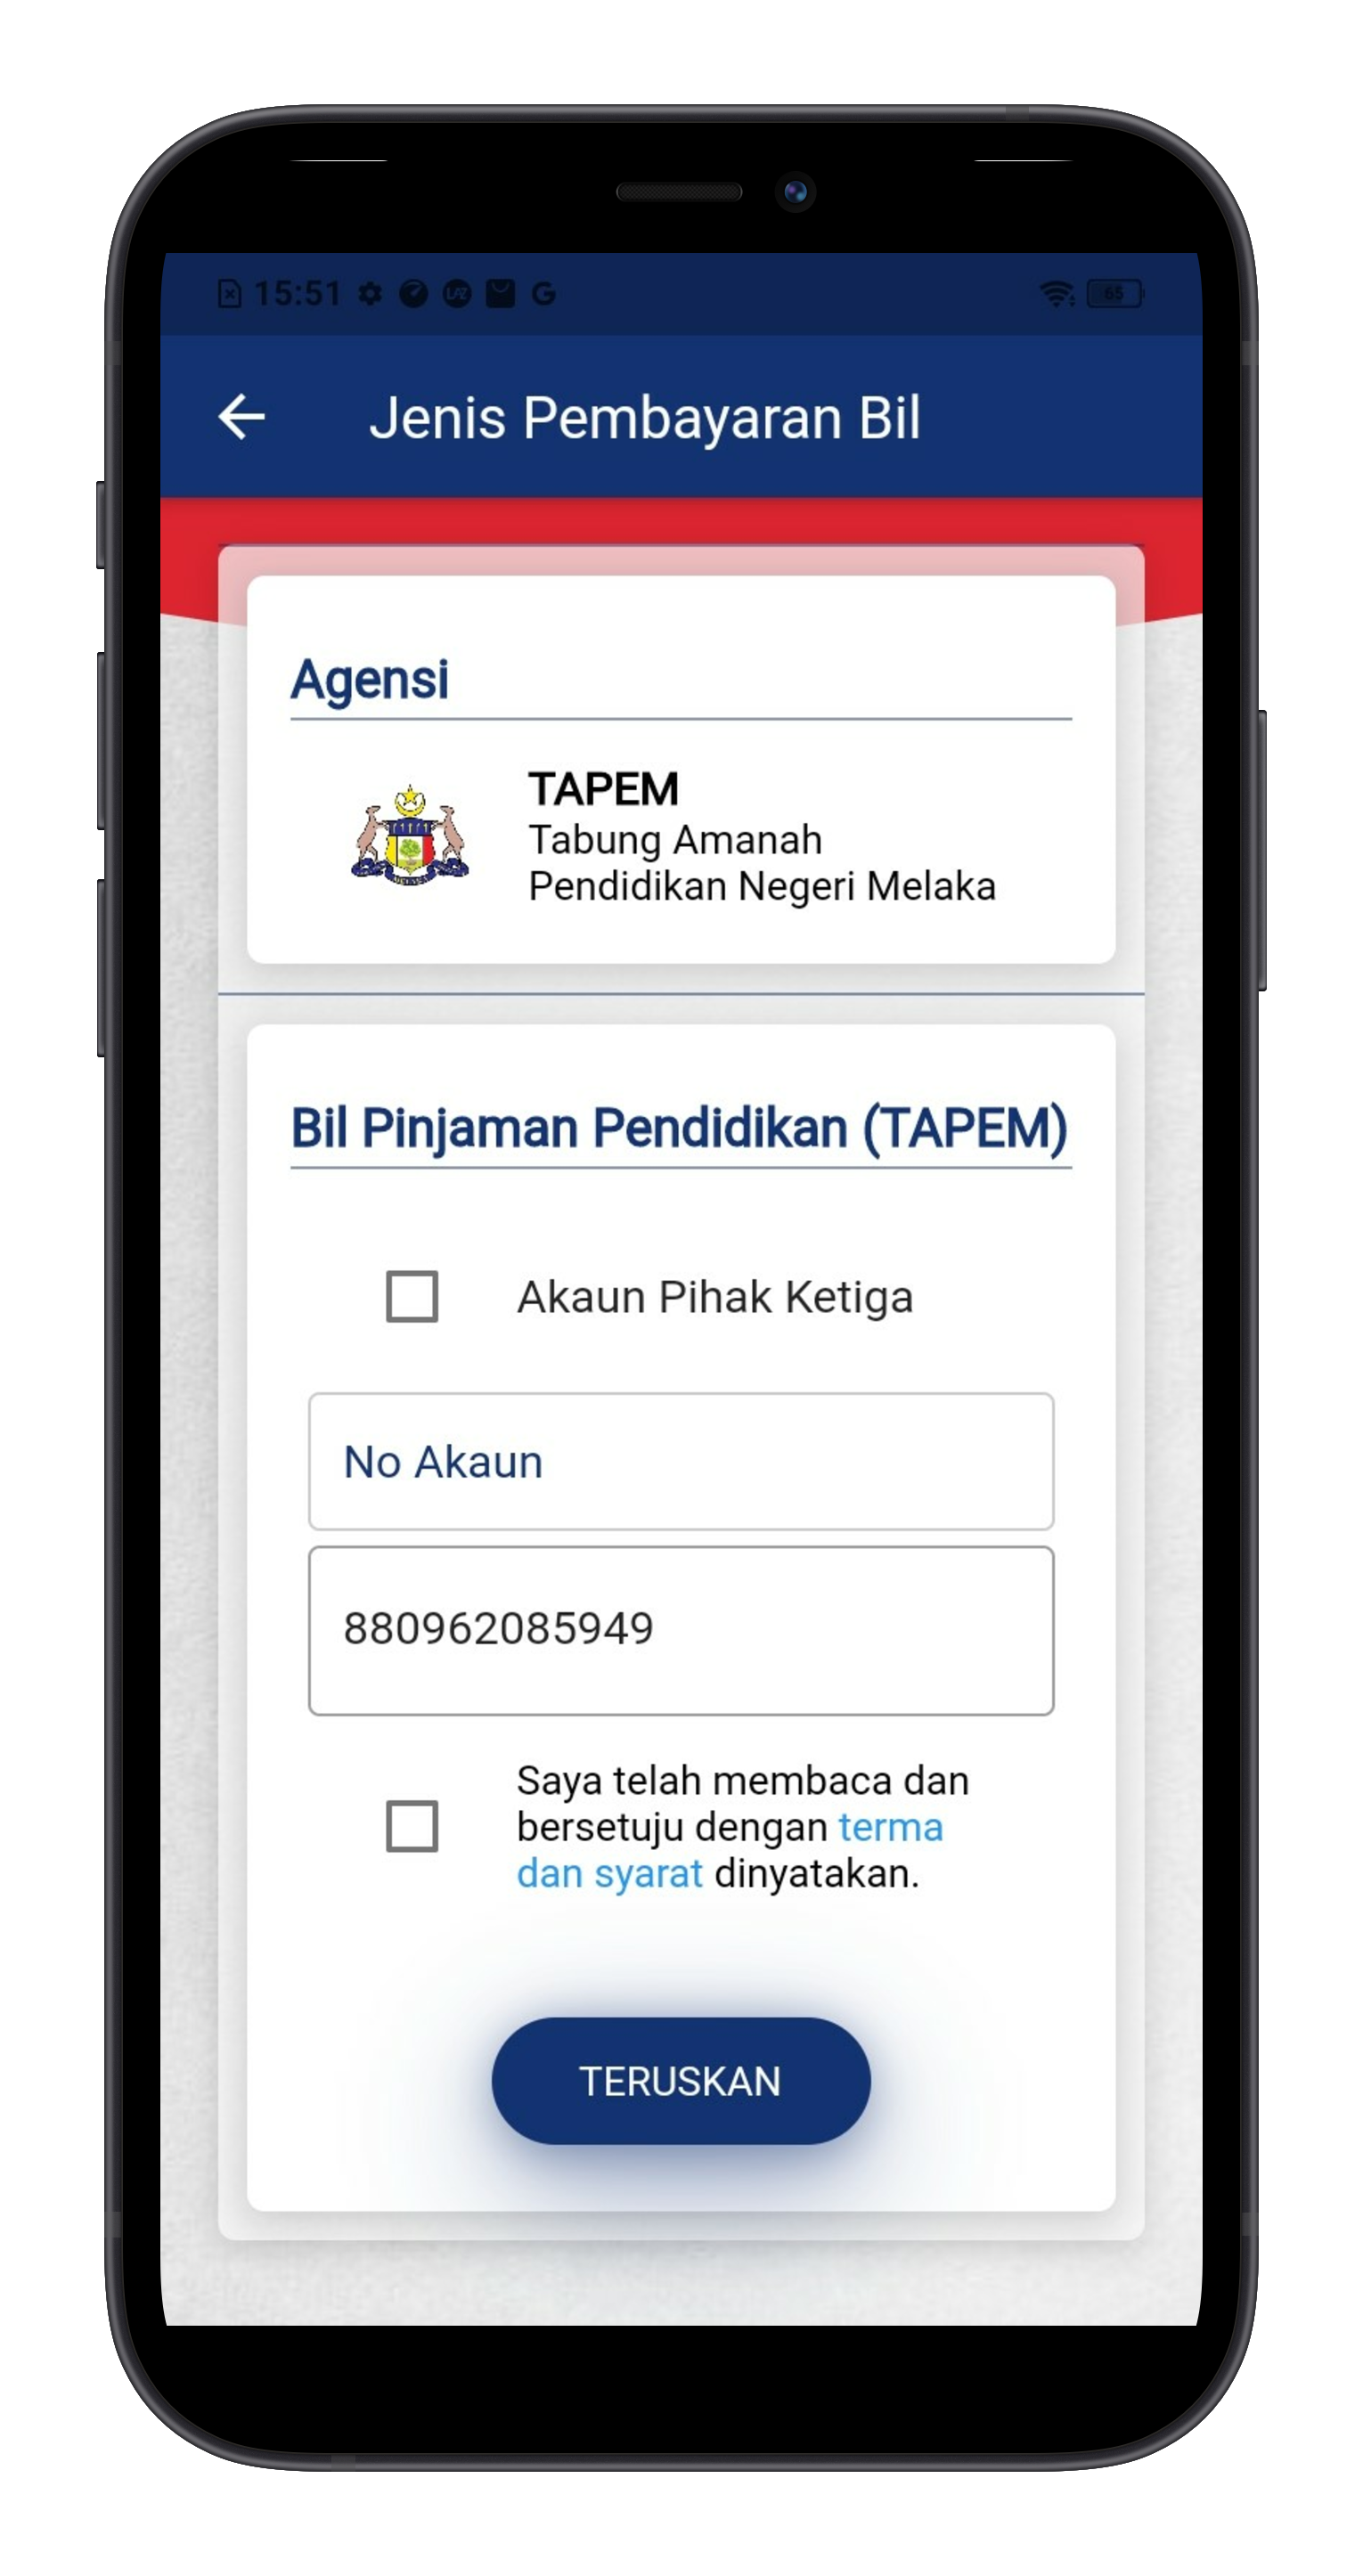 15:51
65
Jenis Pembayaran Bil
Agensi
TAPEM
Tabung Amanah
Pendidikan Negeri Melaka
Bil Pinjaman Pendidikan (TAPEM)
Akaun Pihak Ketiga
No Akaun
880962085949
Saya telah membaca dan
bersetuju dengan terma
dan syarat dinyatakan.
TERUSKAN